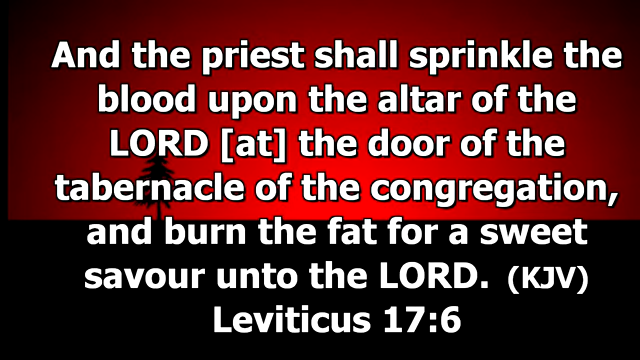 And the priest shall sprinkle the
blood upon the altar of the
LORD [at] the door of the
tabernacle of the congregation,
and burn the fat for a sweet
savour unto the LORD. (KJV)
Leviticus 17:6